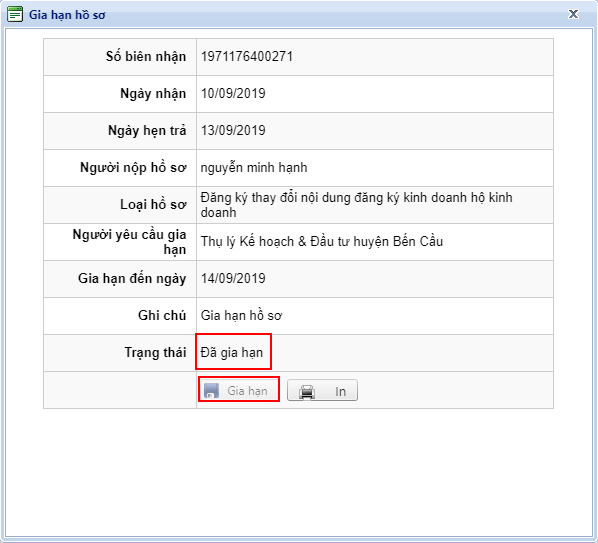 Gia hạn hồ sơ
Số biên nhận 1971176400271
Ngày nhận 10/09/2019
Ngày hẹn trả 13/09/2019
Người nộp hồ sơ nguyễn minh hạnh
Loại hồ sơ Đăng ký thay đổi nội dung đăng ký kinh doanh hộ kinh
doanh
Người yêu cầu gia
hạn Thụ lý Kế hoạch & Đầu tư huyện Bến Cầu
Gia hạn đến ngày 14/09/2019
Ghi chú Gia hạn hồ sơ
Trạng thái Đã gia hạn
Gia hạn In